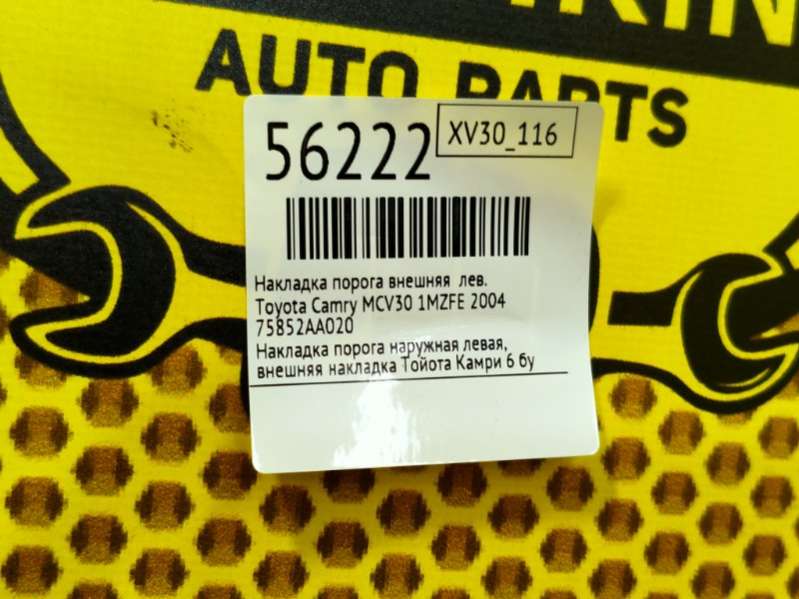 AUTO PARTS
56222
XV30_116
Накладка порога внешняя лев.
Toyota Camry MCV30 1MZFE 2004
75852AA020
Накладка порога наружная левая,
внешняя накладка Тойота Камри 6 бу